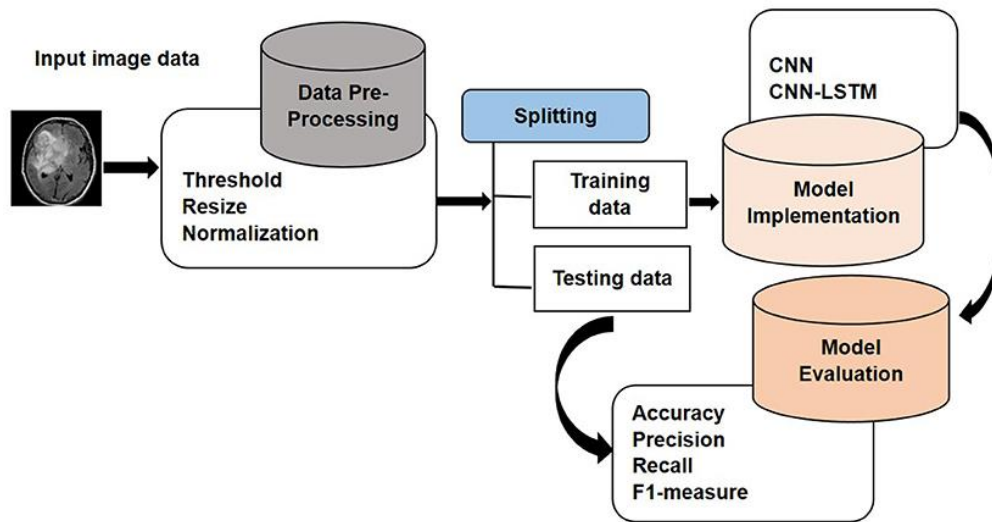 Input image data
Data Pre-
Processing
Threshold
Resize
Normalization
Splitting
Training
data
Testing data
CNN
CNN-LSTM
Model
Implementation
Model
Evaluation
Accuracy
Precision
Recall
F1-measure